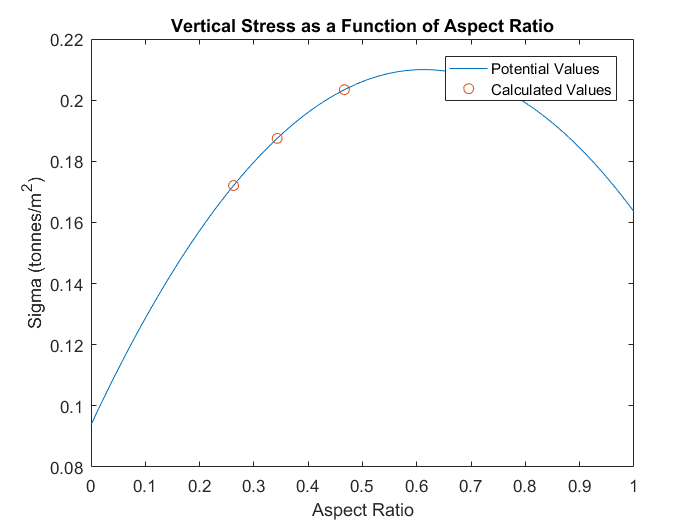 Vertical Stress as a Function of Aspect Ratio
0.22
0.2
0.18
0.16
0.14
0.12
0.1
0.08
Sigma (tonnes/m²)
Potential Values
Calculated Values
0 0.1 0.2 0.3 0.4 0.5 0.6 0.7 0.8 0.9 1
Aspect Ratio